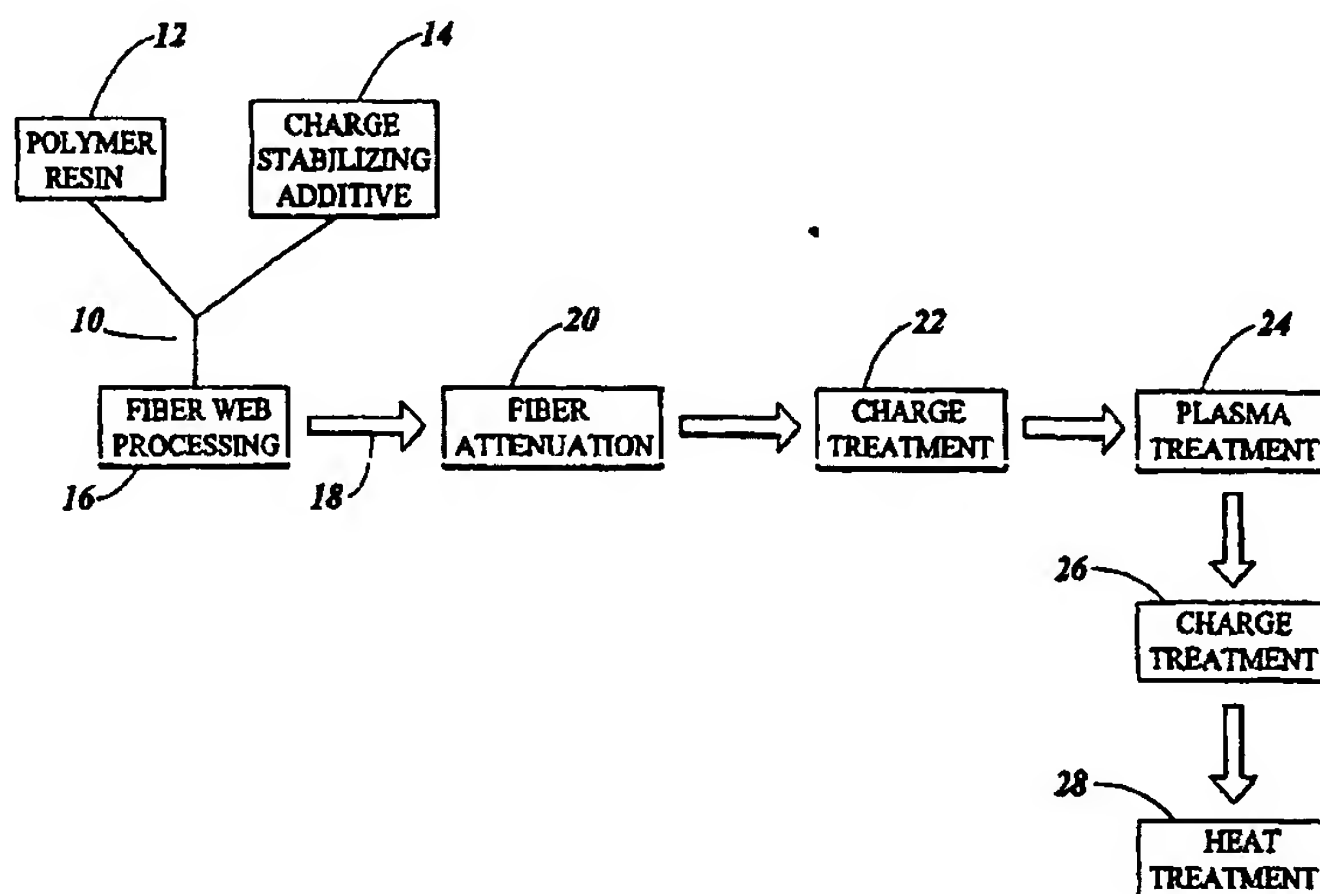 12
14
POLYMER
RESIN
CHARGE
STABILIZING
ADDITIVE
10
20
22
24
FIBER WEB
PROCESSING
FIBER
ATTENUATION
CHARGE
TREATMENT
PLASMA
TREATMENT
16
18
26
CHARGE
TREATMENT
28
HEAT
TREATMENT